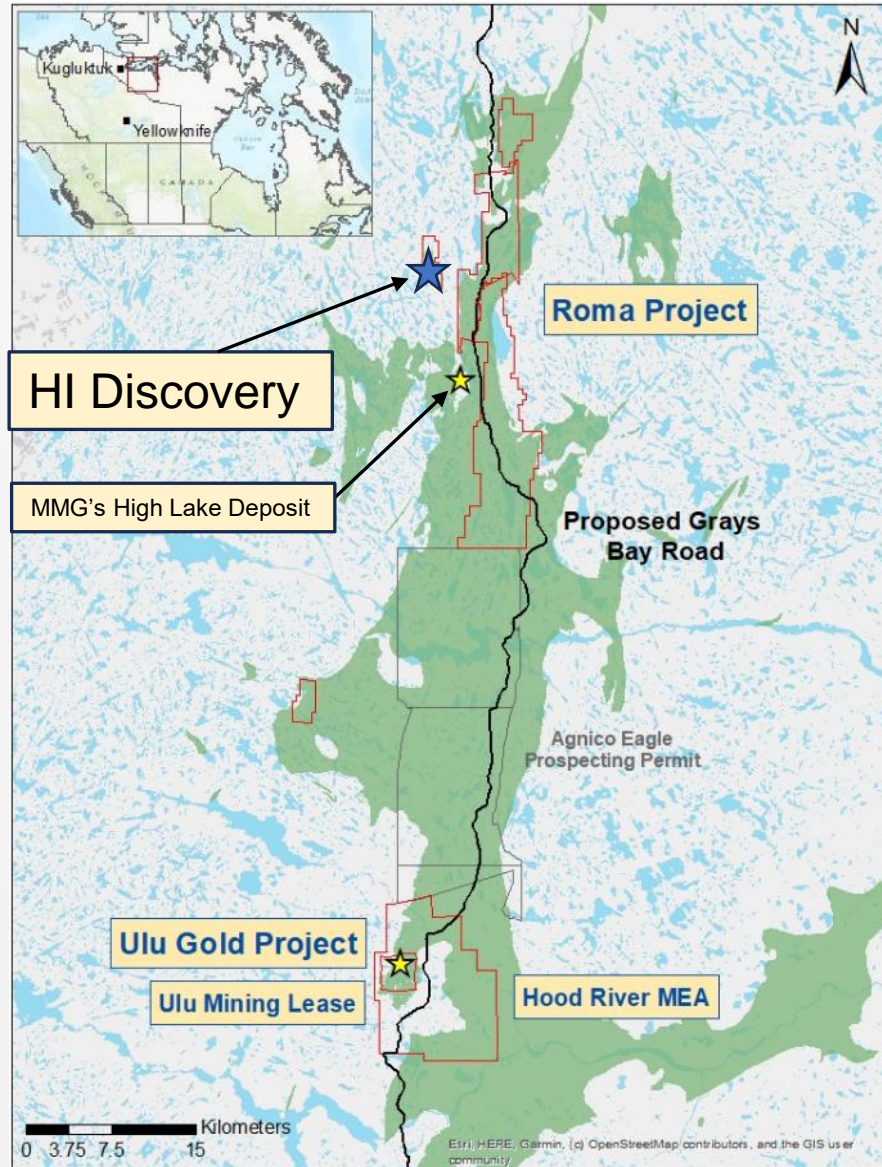 Kugluktuk
Yellowknife
CANADA
N
Roma Project
HI Discovery
MMG's High Lake Deposit
Proposed Grays
Bay Road
Agnico Eagle
Prospecting Permit
Ulu Gold Project
Ulu Mining Lease
Hood River MEA
Kilometers
0 3.75 7.5 15
Esri, HERE, Garmin, (c) OpenStreetMap contributors, and the GIS user
community